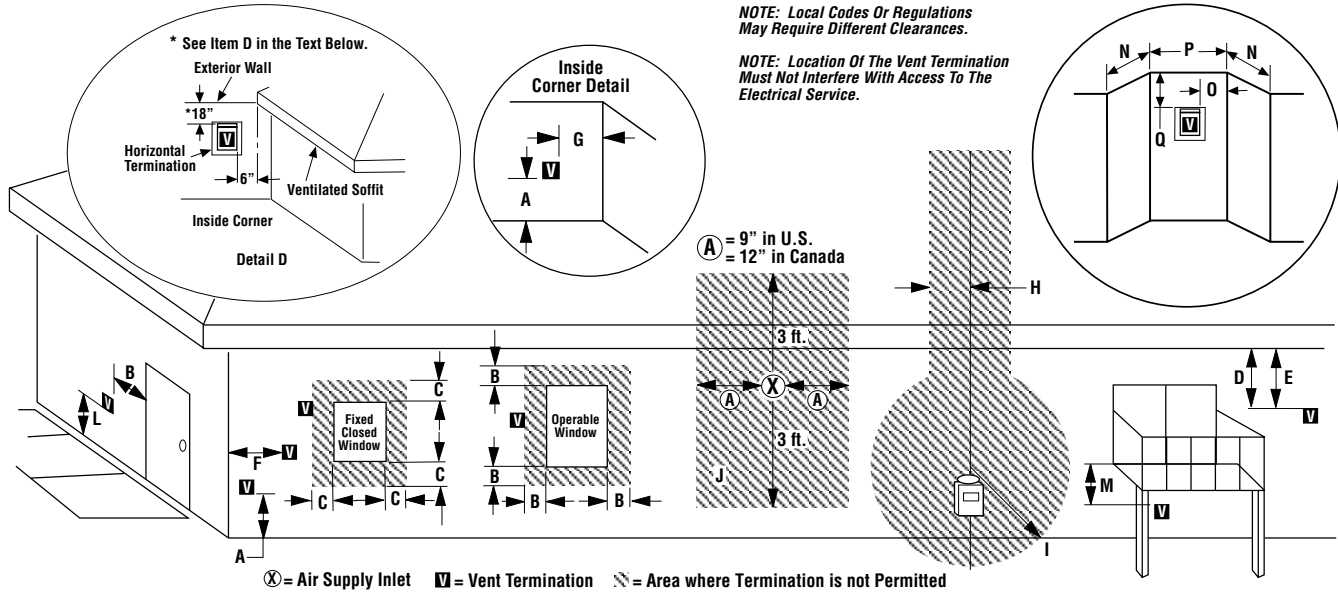 * See Item D in the Text Below.
Exterior Wall
*18”
V
Horizontal
Termination
6”
Ventilated Soffit
Inside Corner
Detail D
Inside
Corner Detail
G
V
A
NOTE: Local Codes Or Regulations
May Require Different Clearances.
NOTE: Location Of The Vent Termination
Must Not Interfere With Access To The
Electrical Service.
N P N
O
Q V
A = 9” in U.S.
= 12” in Canada
H
3 ft.
A X A
3 ft.
J
I
B
V
L
F V
V
A
V
Fixed
Closed
Window
C
C
C C
B
V
Operable
Window
B
B B
D E
V
M
V
X = Air Supply Inlet V = Vent Termination = Area where Termination is not Permitted